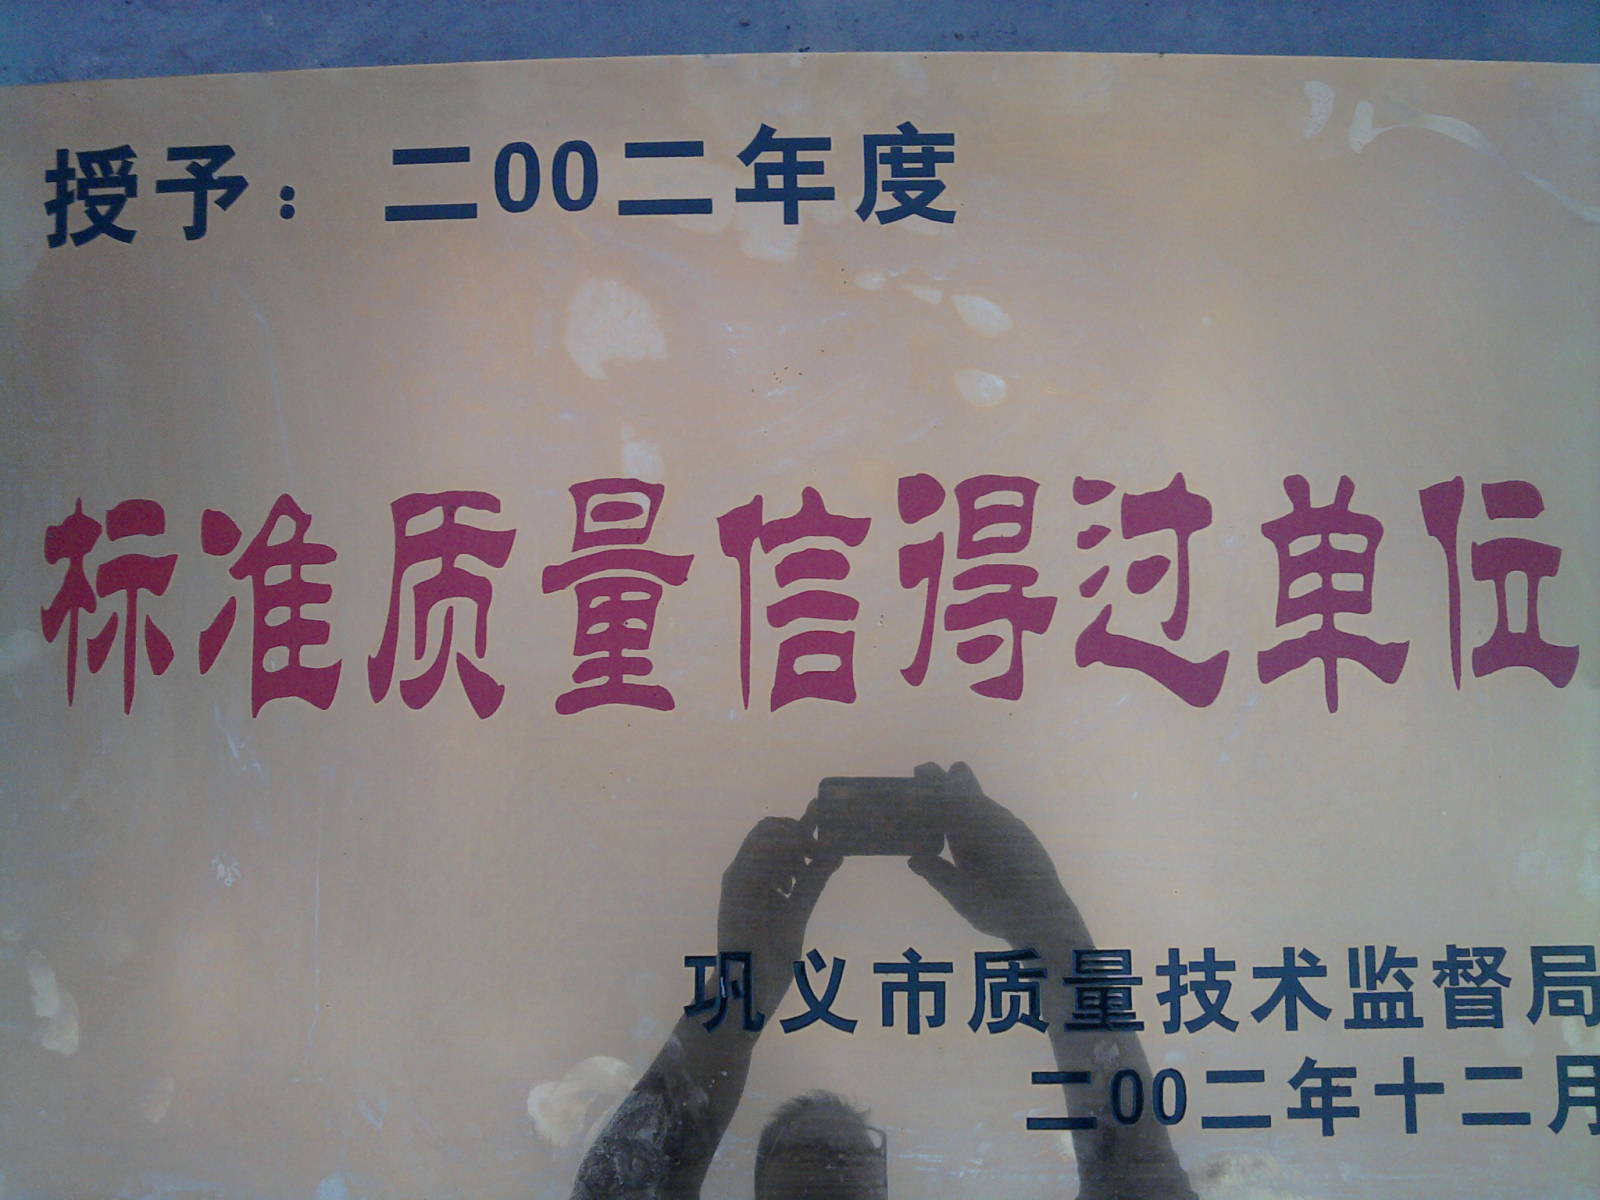 授予：二00二年度
标准质量信得过单位
巩义市质量技术监督局
二00二年十二月